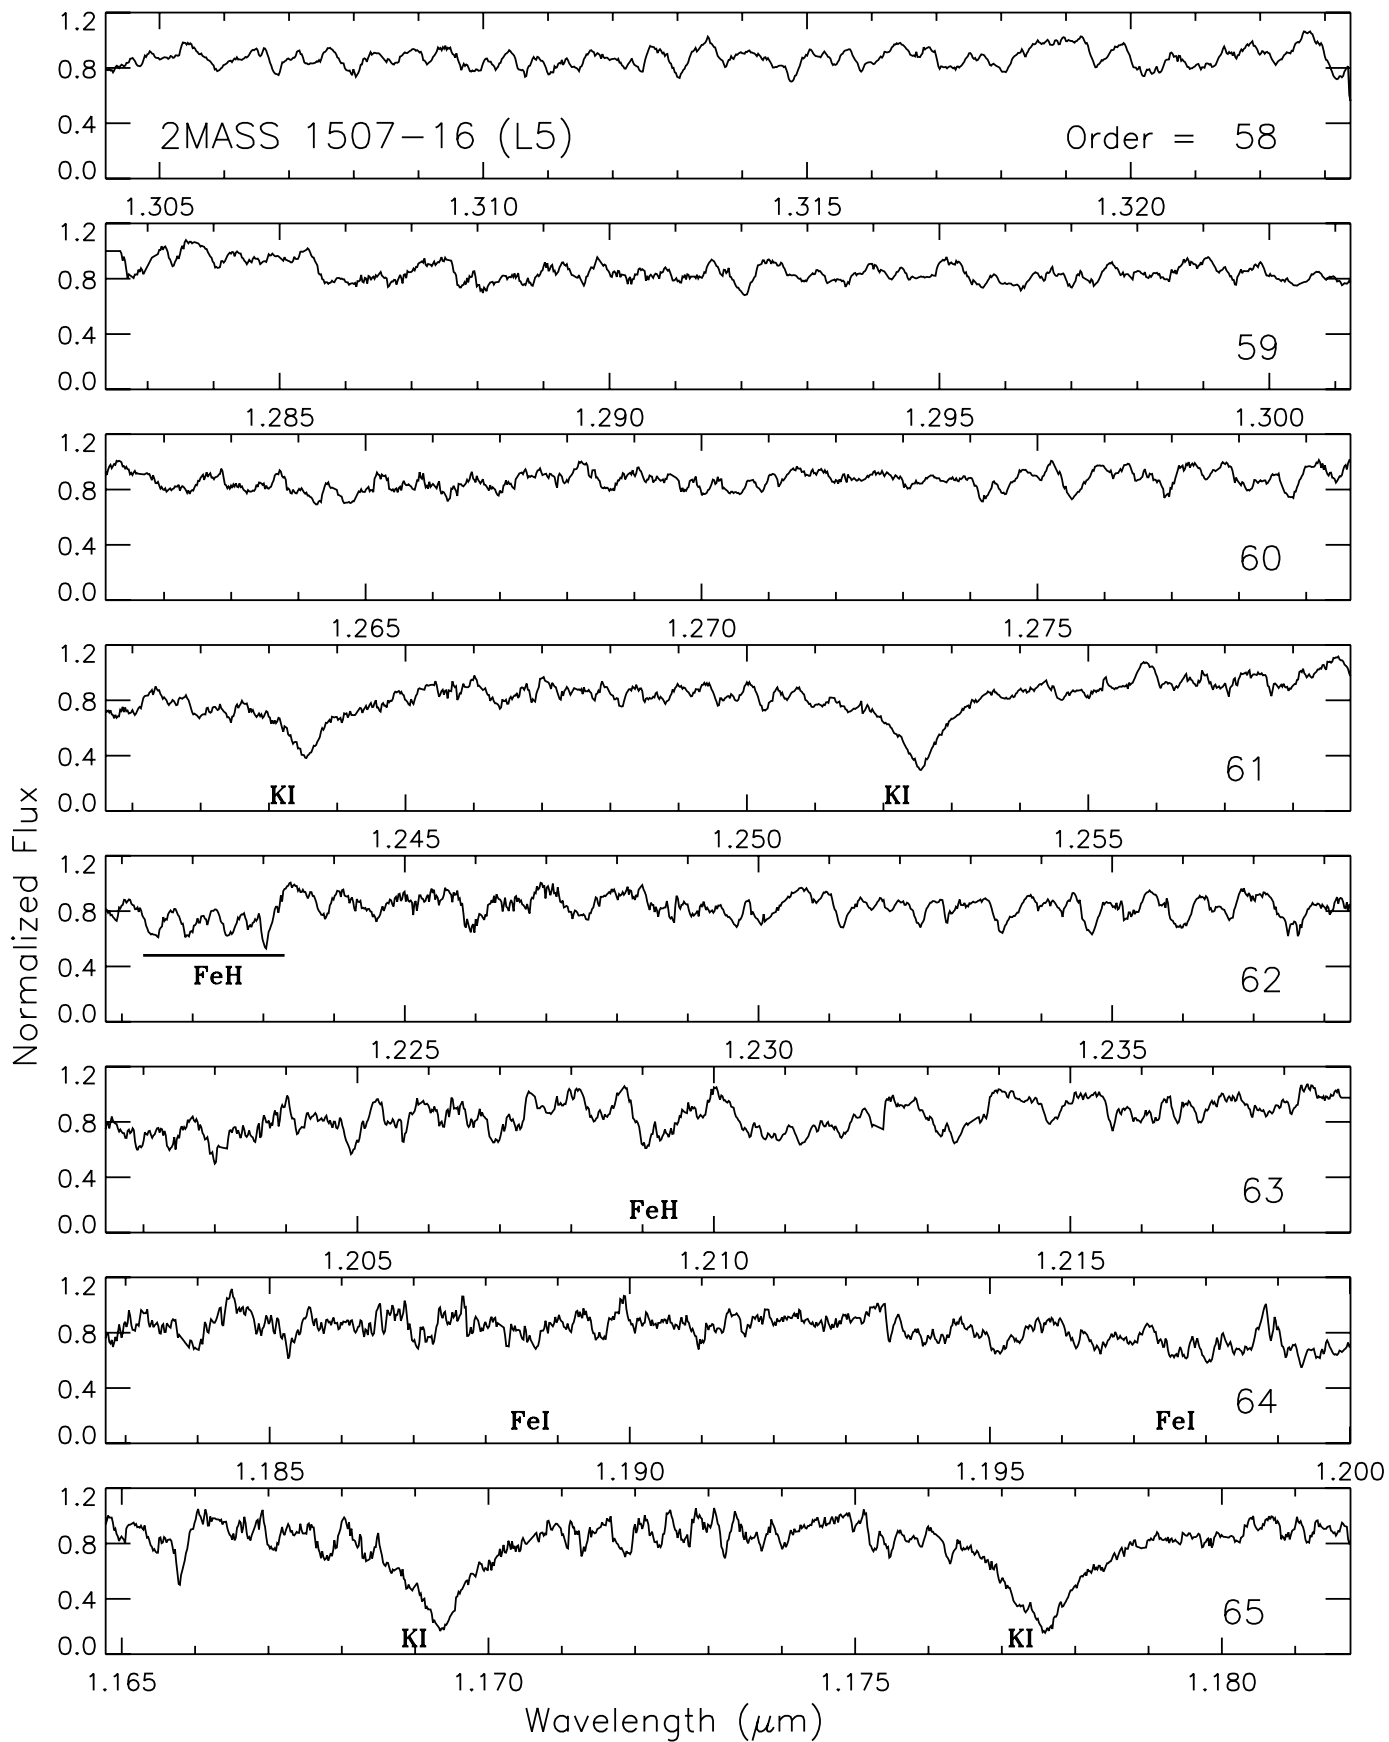 1.2
0.8
0.4
0.0
2MASS 1507−16 (L5)
Order = 58
1.305 1.310 1.315 1.320
1.2
0.8
0.4
0.0
59
1.285 1.290 1.295 1.300
1.2
0.8
0.4
0.0
60
1.265 1.270 1.275
1.2
0.8
0.4
0.0
KI KI
61
1.245 1.250 1.255
Normalized Flux
1.2
0.8
0.4
0.0
FeH
62
1.225 1.230 1.235
1.2
0.8
0.4
0.0
FeH
63
1.205 1.210 1.215
1.2
0.8
0.4
0.0
FeI FeI
64
1.185 1.190 1.195 1.200
1.2
0.8
0.4
0.0
KI KI
65
1.165 1.170 1.175 1.180
Wavelength (μm)